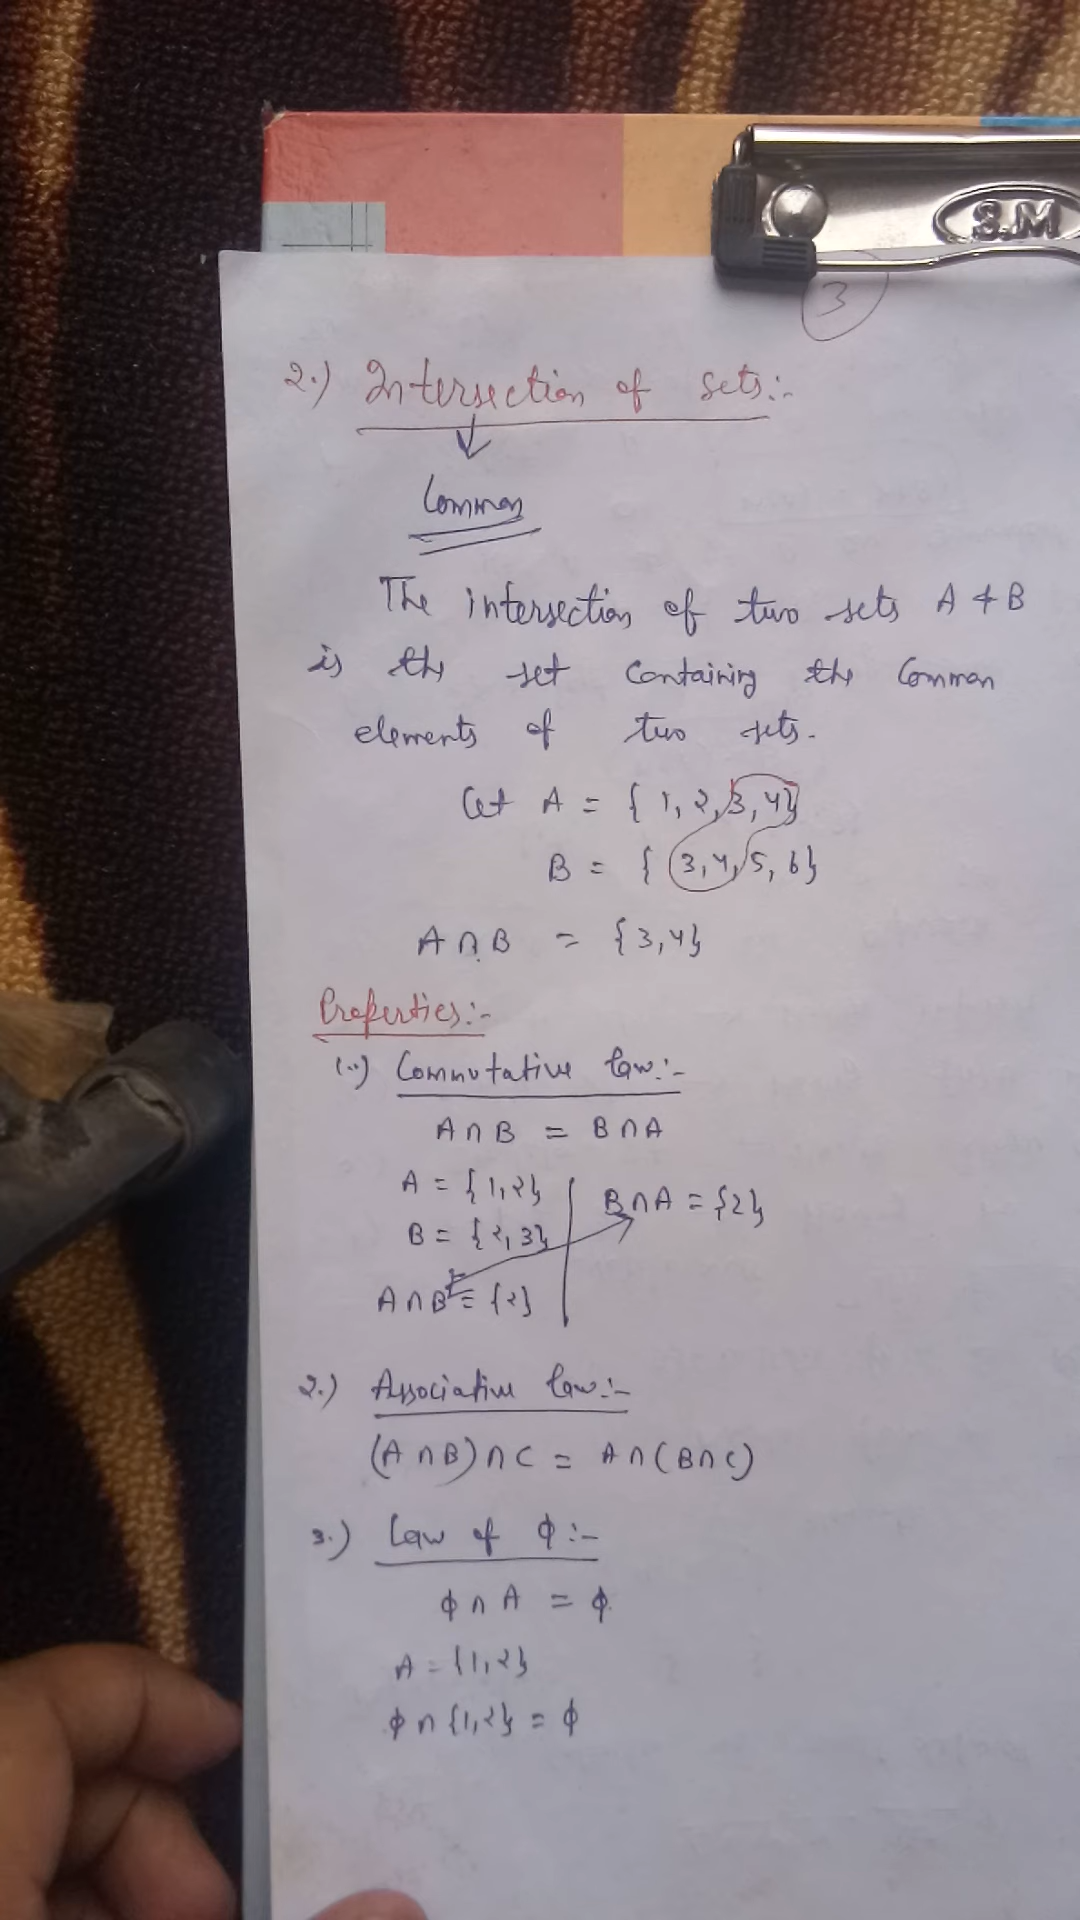 S.M
3
2.) Intersection of sets:-
Common
The intersection of two sets A & B
is the set containing the common
elements of two sets.
Let A = { 1, 2, 3, 4}
B = { 3, 4, 5, 6}
A ∩ B = {3, 4}
Properties:-
(..) Commutative law:-
A ∩ B = B ∩ A
A = {1, 2}
B = {2, 3}
A ∩ B = {2}
B ∩ A = {2}
2.) Associative law:-
(A ∩ B) ∩ C = A ∩ (B ∩ C)
3.) Law of ϕ :-
ϕ ∩ A = ϕ.
A = {1, 2}
ϕ ∩ {1, 2} = ϕ